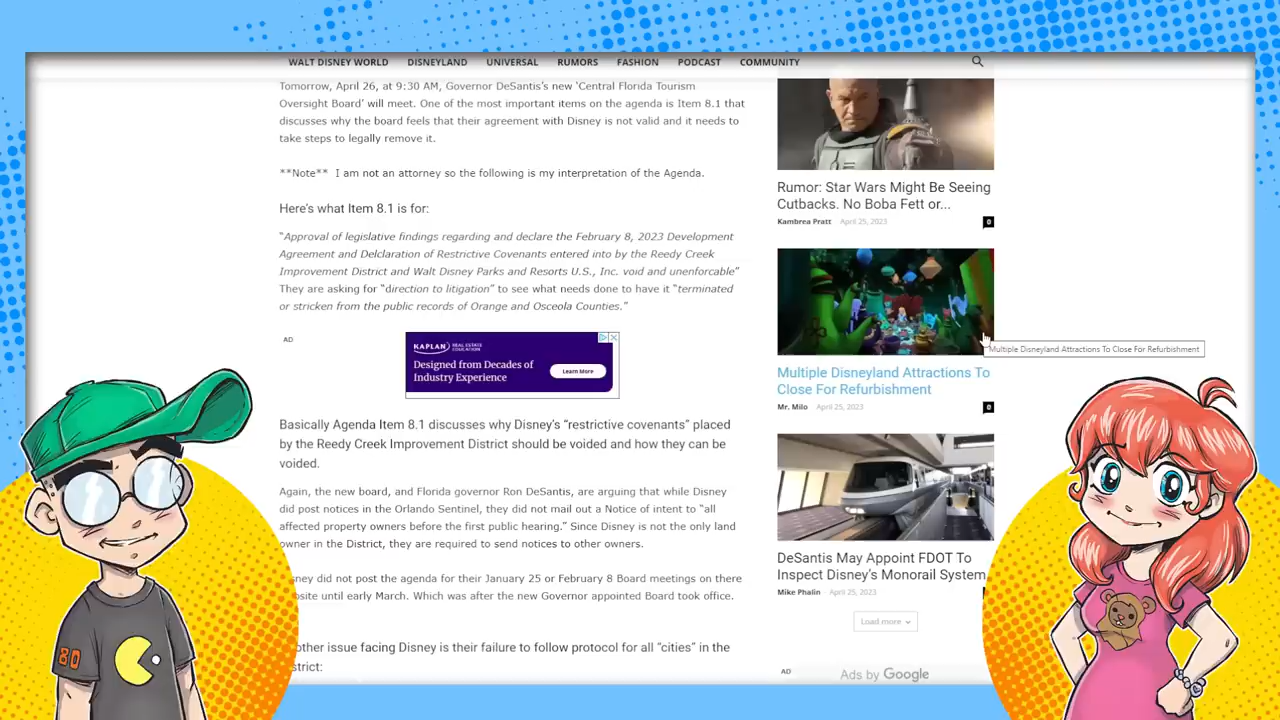 WALT DISNEY WORLD DISNEYLAND UNIVERSAL RUMORS FASHION PODCAST COMMUNITY
Tomorrow, April 26, at 9:30 AM, Governor DeSantis's new 'Central Florida Tourism
Oversight Board' will meet. One of the most important items on the agenda is Item 8.1 that
discusses why the board feels that their agreement with Disney is not valid and it needs to
take steps to legally remove it.
**Note** I am not an attorney so the following is my interpretation of the Agenda.
Here's what Item 8.1 is for:
"Approval of legislative findings regarding and declare the February 8, 2023 Development
Agreement and Delclaration of Restrictive Covenants entered into by the Reedy Creek
Improvement District and Walt Disney Parks and Resorts U.S., Inc. void and unenforcable"
They are asking for "direction to litigation" to see what needs done to have it "terminated
or stricken from the public records of Orange and Osceola Counties."
AD
KAPLAN REAL ESTATE EDUCATION
Designed from Decades of
Industry Experience
Learn More
Basically Agenda Item 8.1 discusses why Disney's "restrictive covenants" placed
by the Reedy Creek Improvement District should be voided and how they can be
voided.
Again, the new board, and Florida governor Ron DeSantis, are arguing that while Disney
did post notices in the Orlando Sentinel, they did not mail out a Notice of intent to "all
affected property owners before the first public hearing." Since Disney is not the only land
owner in the District, they are required to send notices to other owners.
sney did not post the agenda for their January 25 or February 8 Board meetings on there
bsite until early March. Which was after the new Governor appointed Board took office.
other issue facing Disney is their failure to follow protocol for all "cities" in the
strict:
80
Rumor: Star Wars Might Be Seeing
Cutbacks. No Boba Fett or...
Kambrea Pratt April 25, 2023 0
Multiple Disneyland Attractions To Close For Refurbishment
Multiple Disneyland Attractions To
Close For Refurbishment
Mr. Milo April 25, 2023 0
DeSantis May Appoint FDOT To
Inspect Disney's Monorail System
Mike Phalin April 25, 2023
Load more
AD
Ads by Google